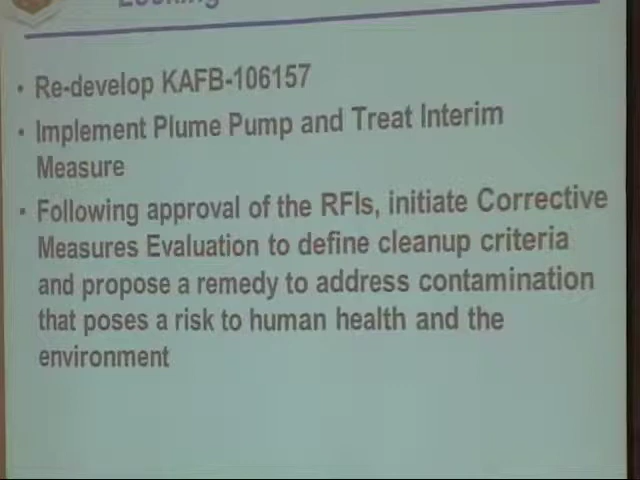 Looking
• Re-develop KAFB-106157
• Implement Plume Pump and Treat Interim
Measure
• Following approval of the RFIs, initiate Corrective
Measures Evaluation to define cleanup criteria
and propose a remedy to address contamination
that poses a risk to human health and the
environment